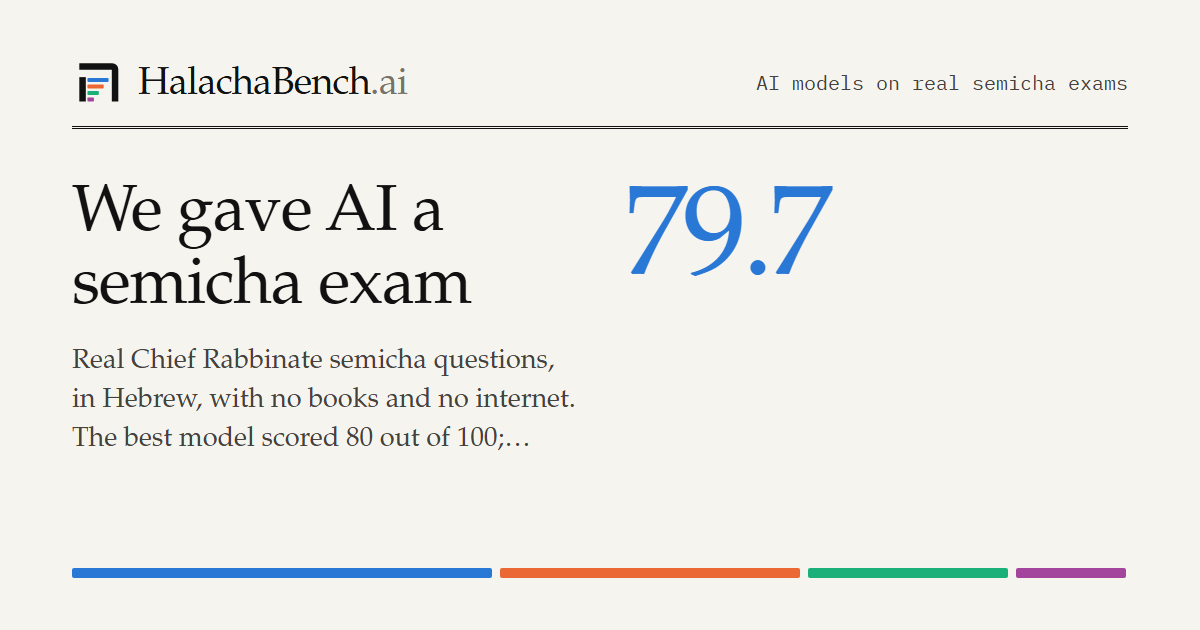 HalachaBench.ai
AI models on real semicha exams
We gave AI a
semicha exam
79.7
Real Chief Rabbinate semicha questions,
in Hebrew, with no books and no internet.
The best model scored 80 out of 100;…